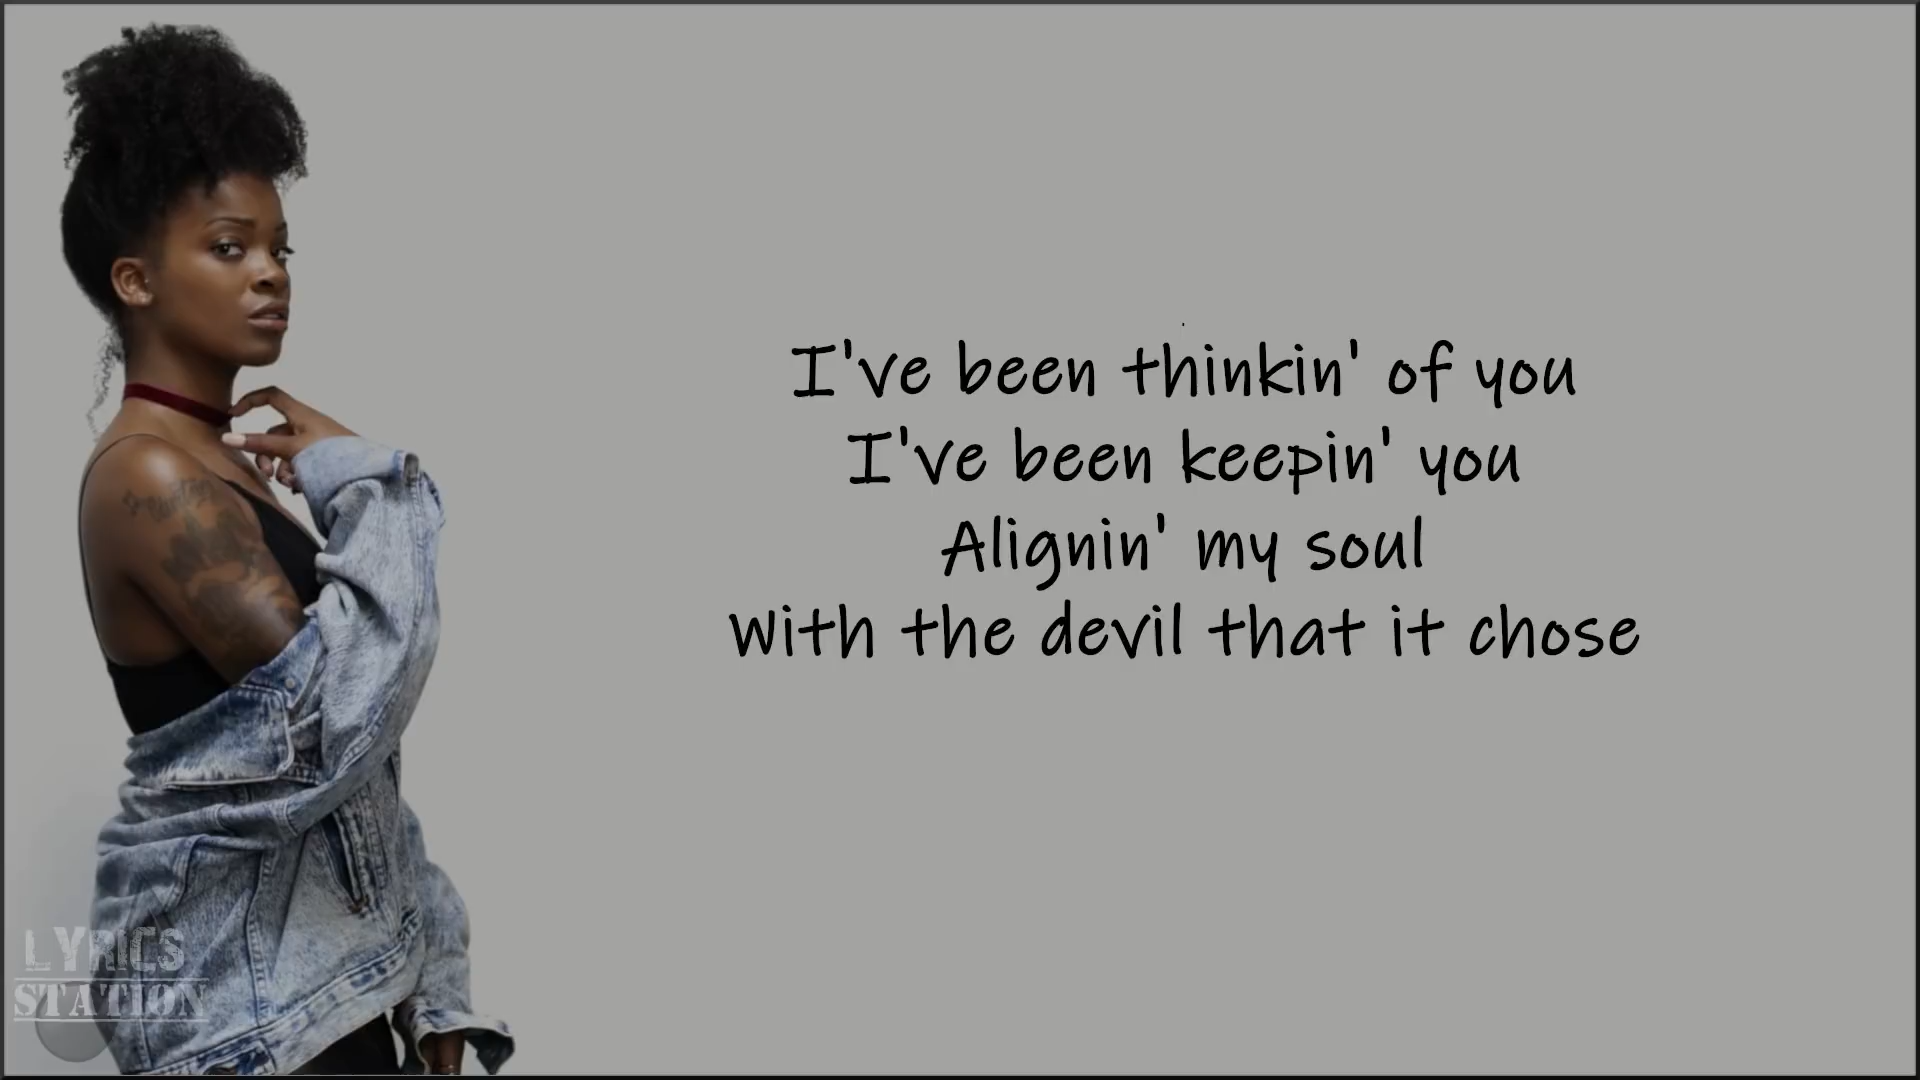 I've been thinkin' of you
I've been keepin' you
Alignin' my soul
with the devil that it chose
LYRICS
STATION